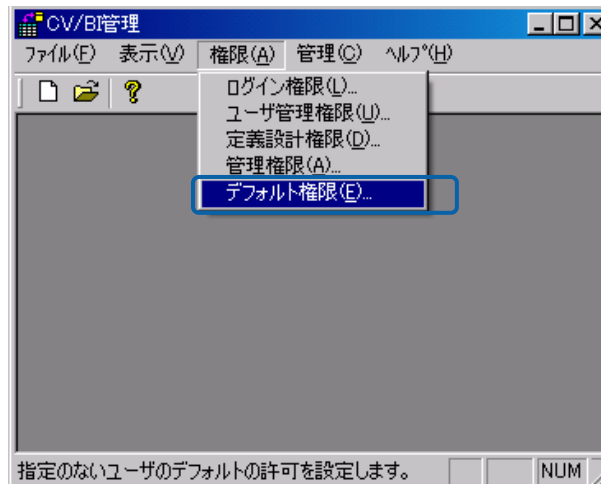 CV/BI管理
ファイル(F) 表示(V) 権限(A) 管理(C) ヘルプ(H)
ログイン権限(L)...
ユーザ管理権限(U)...
定義設計権限(D)...
管理権限(A)...
デフォルト権限(E)...
指定のないユーザのデフォルトの許可を設定します。 NUM